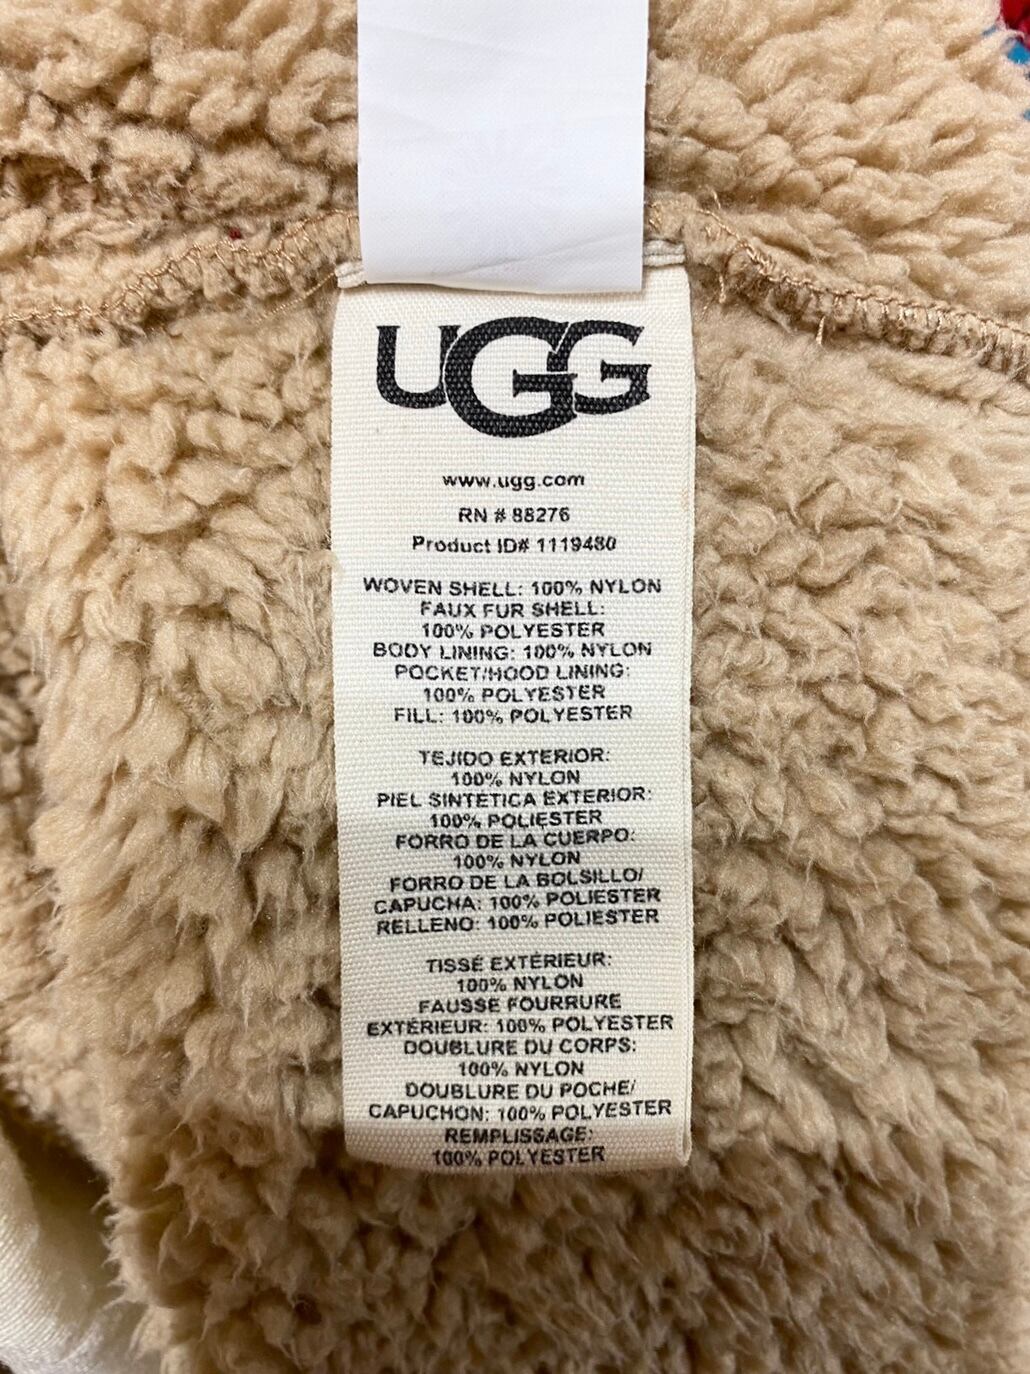 UGG
www.ugg.com
RN # 88276
Product ID# 1119480
WOVEN SHELL: 100% NYLON
FAUX FUR SHELL:
100% POLYESTER
BODY LINING: 100% NYLON
POCKET/HOOD LINING:
100% POLYESTER
FILL: 100% POLYESTER
TEJIDO EXTERIOR:
100% NYLON
PIEL SINTÉTICA EXTERIOR:
100% POLIÉSTER
FORRO DE LA CUERPO:
100% NYLON
FORRO DE LA BOLSILLO/
CAPUCHA: 100% POLIESTER
RELLENO: 100% POLIESTER
TISSÉ EXTÉRIEUR:
100% NYLON
FAUSSE FOURRURE
EXTÉRIEUR: 100% POLYESTER
DOUBLURE DU CORPS:
100% NYLON
DOUBLURE DU POCHE/
CAPUCHON: 100% POLYESTER
REMPLISSAGE:
100% POLYESTER